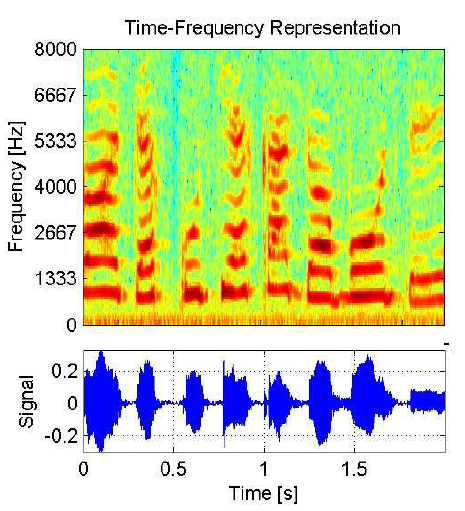 Time-Frequency Representation
8000
6667
5333
4000
2667
1333
0
Frequency [Hz]
0.2
0
-0.2
Signal
0 0.5 1 1.5
Time [s]